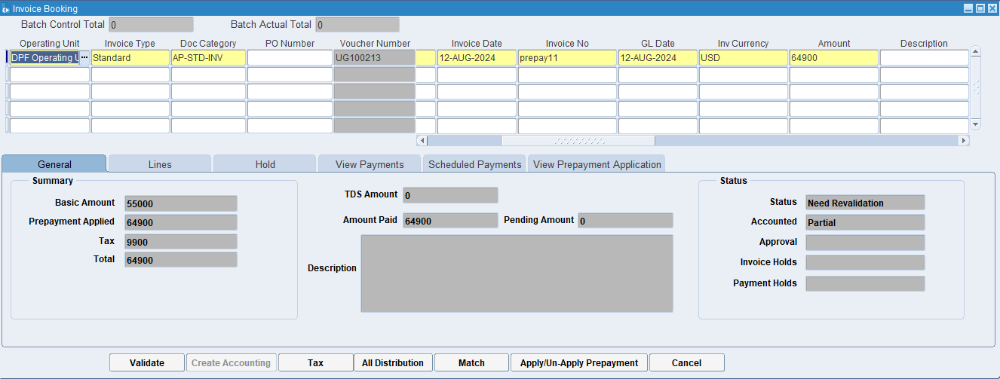 Invoice Booking
Batch Control Total 0 Batch Actual Total 0
Operating Unit Invoice Type Doc Category PO Number Voucher Number Invoice Date Invoice No GL Date Inv Currency Amount Description
DPF Operating U ... Standard AP-STD-INV UG100213 12-AUG-2024 prepay11 12-AUG-2024 USD 64900
General Lines Hold View Payments Scheduled Payments View Prepayment Application
Summary
Basic Amount 55000
Prepayment Applied 64900
Tax 9900
Total 64900
TDS Amount 0
Amount Paid 64900 Pending Amount 0
Description
Status
Status Need Revalidation
Accounted Partial
Approval
Invoice Holds
Payment Holds
Validate Create Accounting Tax All Distribution Match Apply/Un-Apply Prepayment Cancel